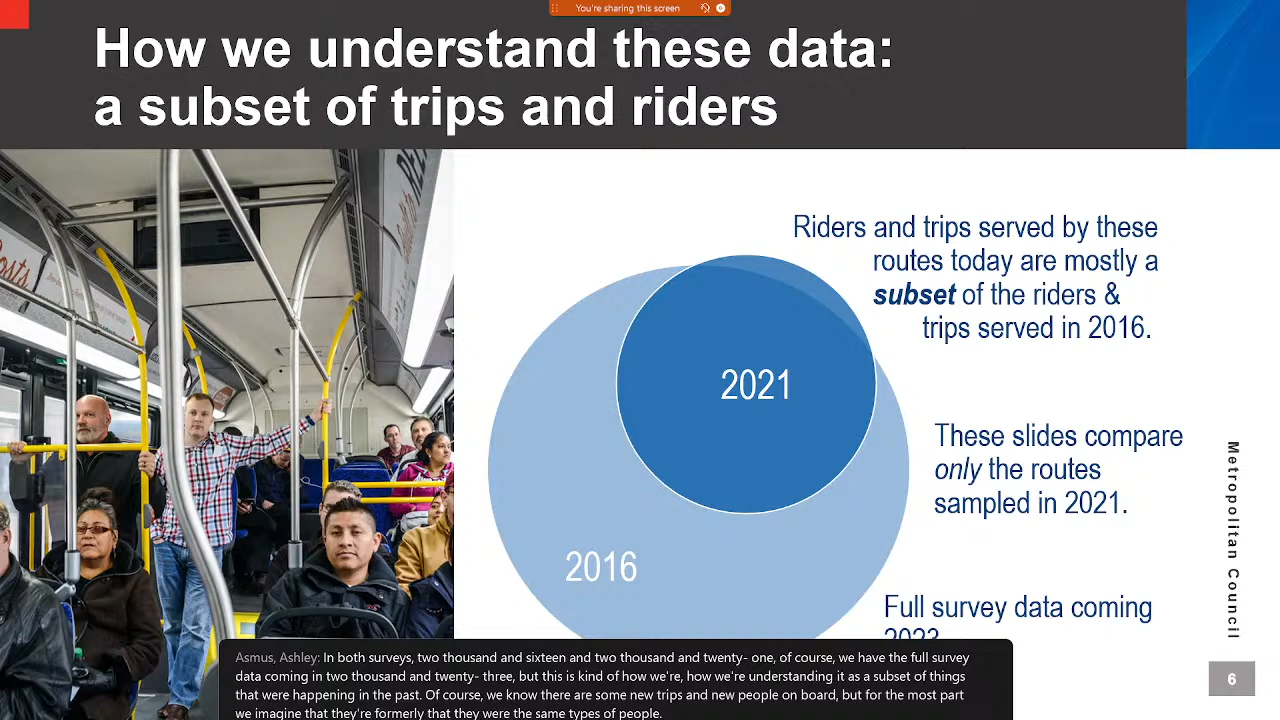 You're sharing this screen
How we understand these data:
a subset of trips and riders
Riders and trips served by these
routes today are mostly a
subset of the riders &
trips served in 2016.
2021
These slides compare
only the routes
sampled in 2021.
2016
Full survey data coming
2023
Metropolitan Council
Asmus, Ashley: In both surveys, two thousand and sixteen and two thousand and twenty- one, of course, we have the full survey
data coming in two thousand and twenty- three, but this is kind of how we're, how we're understanding it as a subset of things
that were happening in the past. Of course, we know there are some new trips and new people on board, but for the most part
we imagine that they're formerly that they were the same types of people.
6